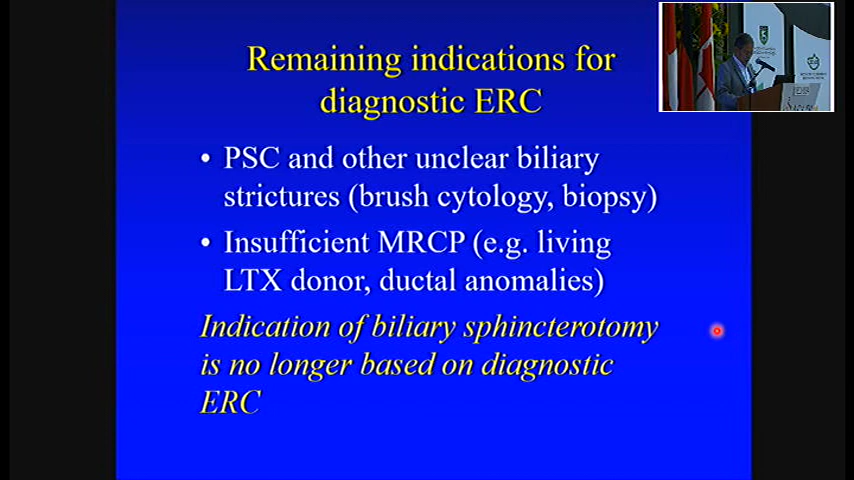 Remaining indications for
diagnostic ERC
• PSC and other unclear biliary
strictures (brush cytology, biopsy)
• Insufficient MRCP (e.g. living
LTX donor, ductal anomalies)
Indication of biliary sphincterotomy
is no longer based on diagnostic
ERC